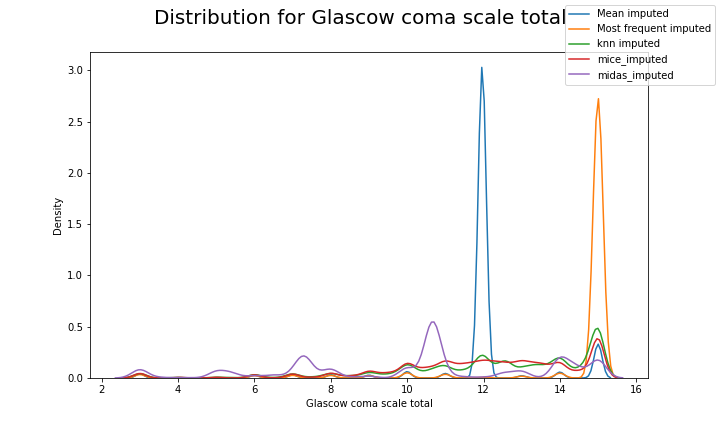 Distribution for Glascow coma scale total
Mean imputed
Most frequent imputed
knn imputed
mice_imputed
midas_imputed
3.0
2.5
2.0
1.5
1.0
0.5
0.0
Density
2 4 6 8 10 12 14 16
Glascow coma scale total